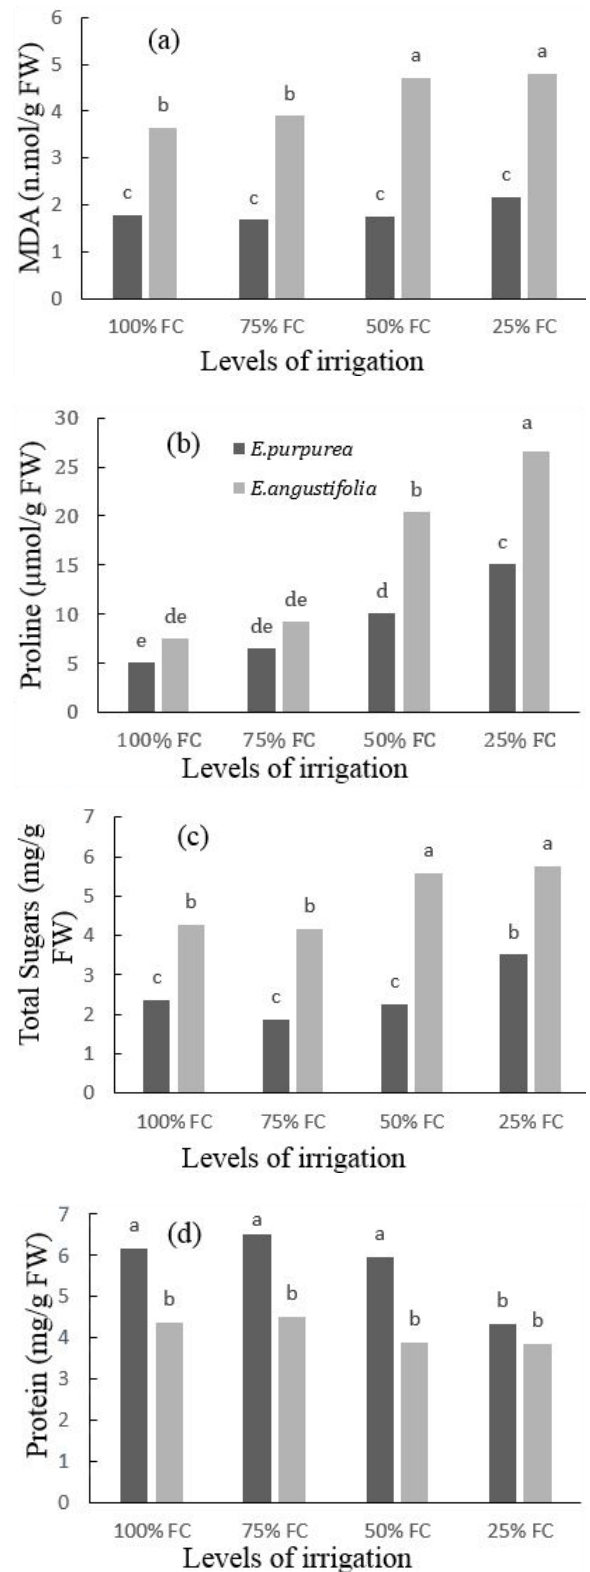 (a)
MDA (n.mol/g FW)
6
5
4
3
2
1
0
c
b
c
b
c
a
c
a
100% FC
75% FC
50% FC
25% FC
Levels of irrigation
(b)
E.purpurea
E.angustifolia
Proline (µmol/g FW)
30
25
20
15
10
5
0
e
de
de
de
d
b
c
a
100% FC
75% FC
50% FC
25% FC
Levels of irrigation
(c)
Total Sugars (mg/g
FW)
7
6
5
4
3
2
1
0
c
b
c
b
c
a
b
a
100% FC
75% FC
50% FC
25% FC
Levels of irrigation
(d)
Protein (mg/g FW)
7
6
5
4
3
2
1
0
a
b
a
b
a
b
b
b
100% FC
75% FC
50% FC
25% FC
Levels of irrigation